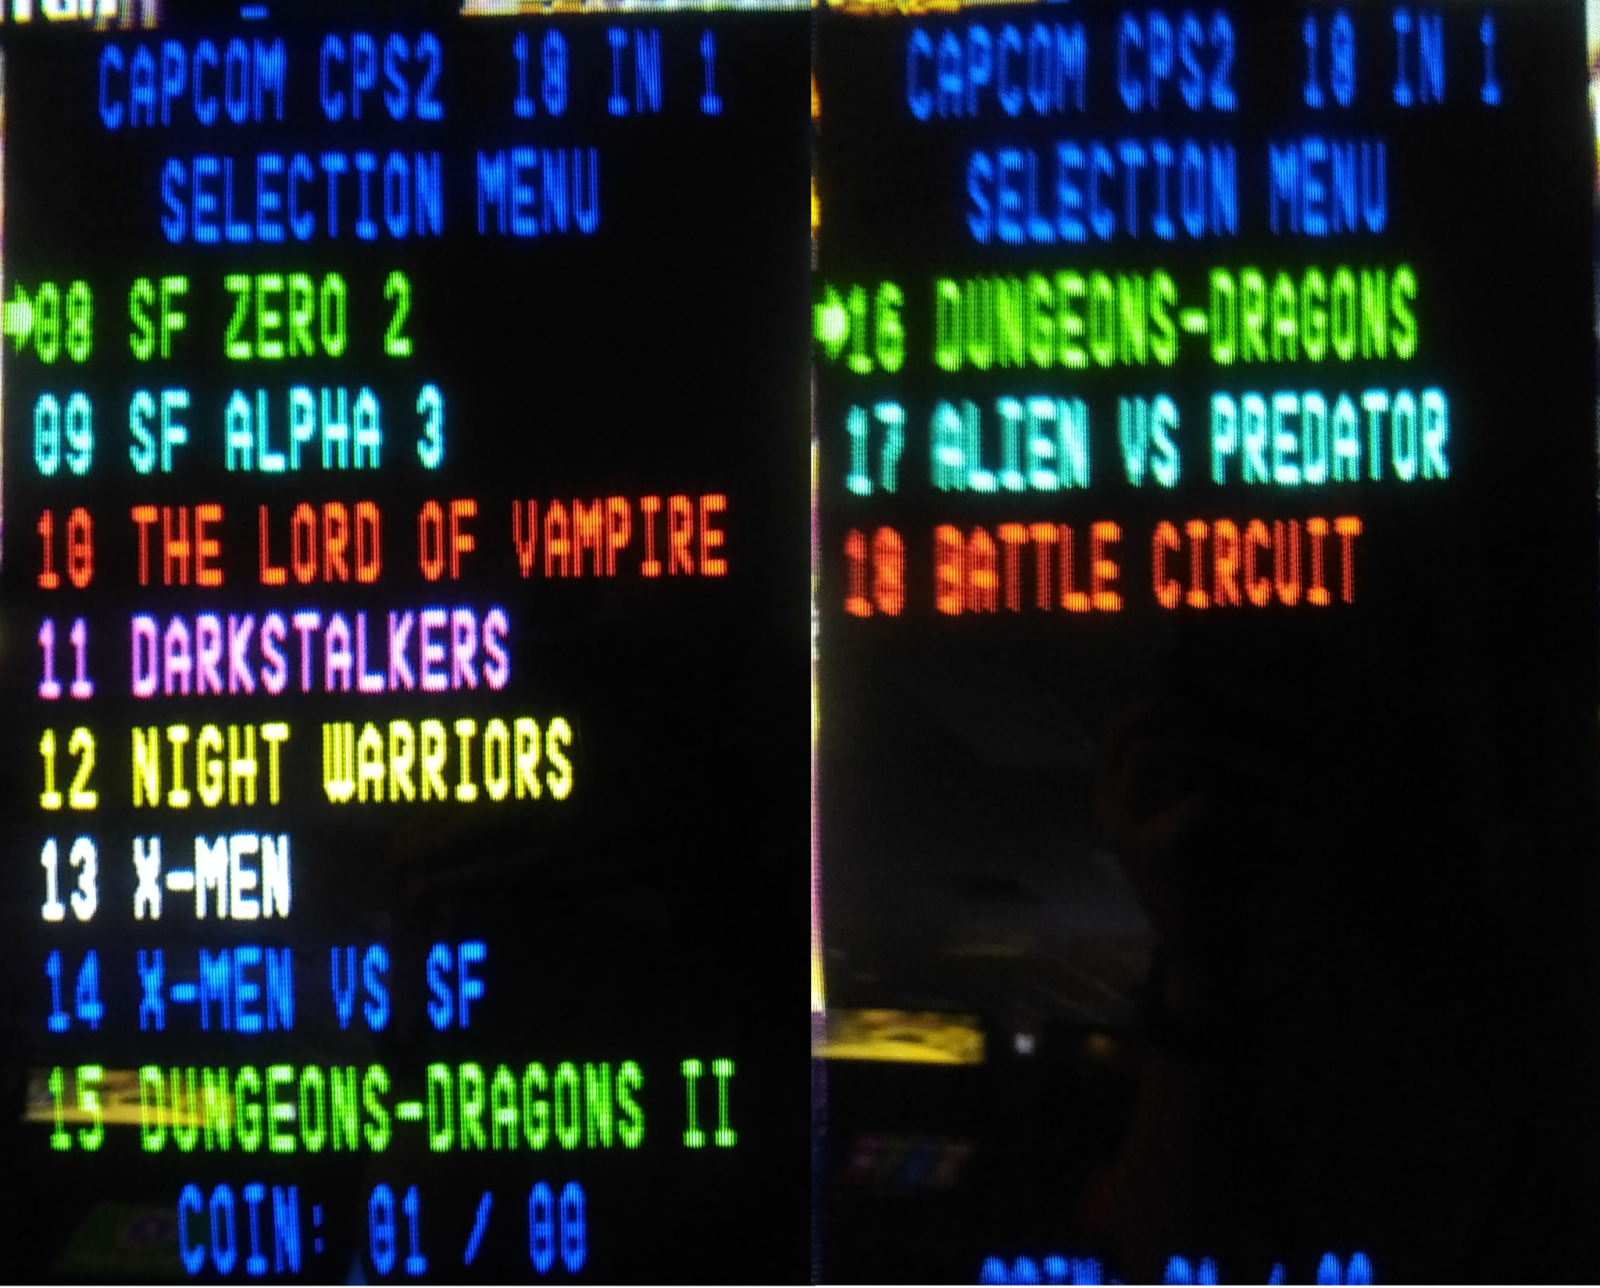 CAPCOM CPS2 18 IN 1
SELECTION MENU
08 SF ZERO 2
09 SF ALPHA 3
10 THE LORD OF VAMPIRE
11 DARKSTALKERS
12 NIGHT WARRIORS
13 X-MEN
14 X-MEN VS SF
15 DUNGEONS-DRAGONS II
COIN: 01 / 00
CAPCOM CPS2 18 IN 1
SELECTION MENU
16 DUNGEONS-DRAGONS
17 ALIEN VS PREDATOR
18 BATTLE CIRCUIT